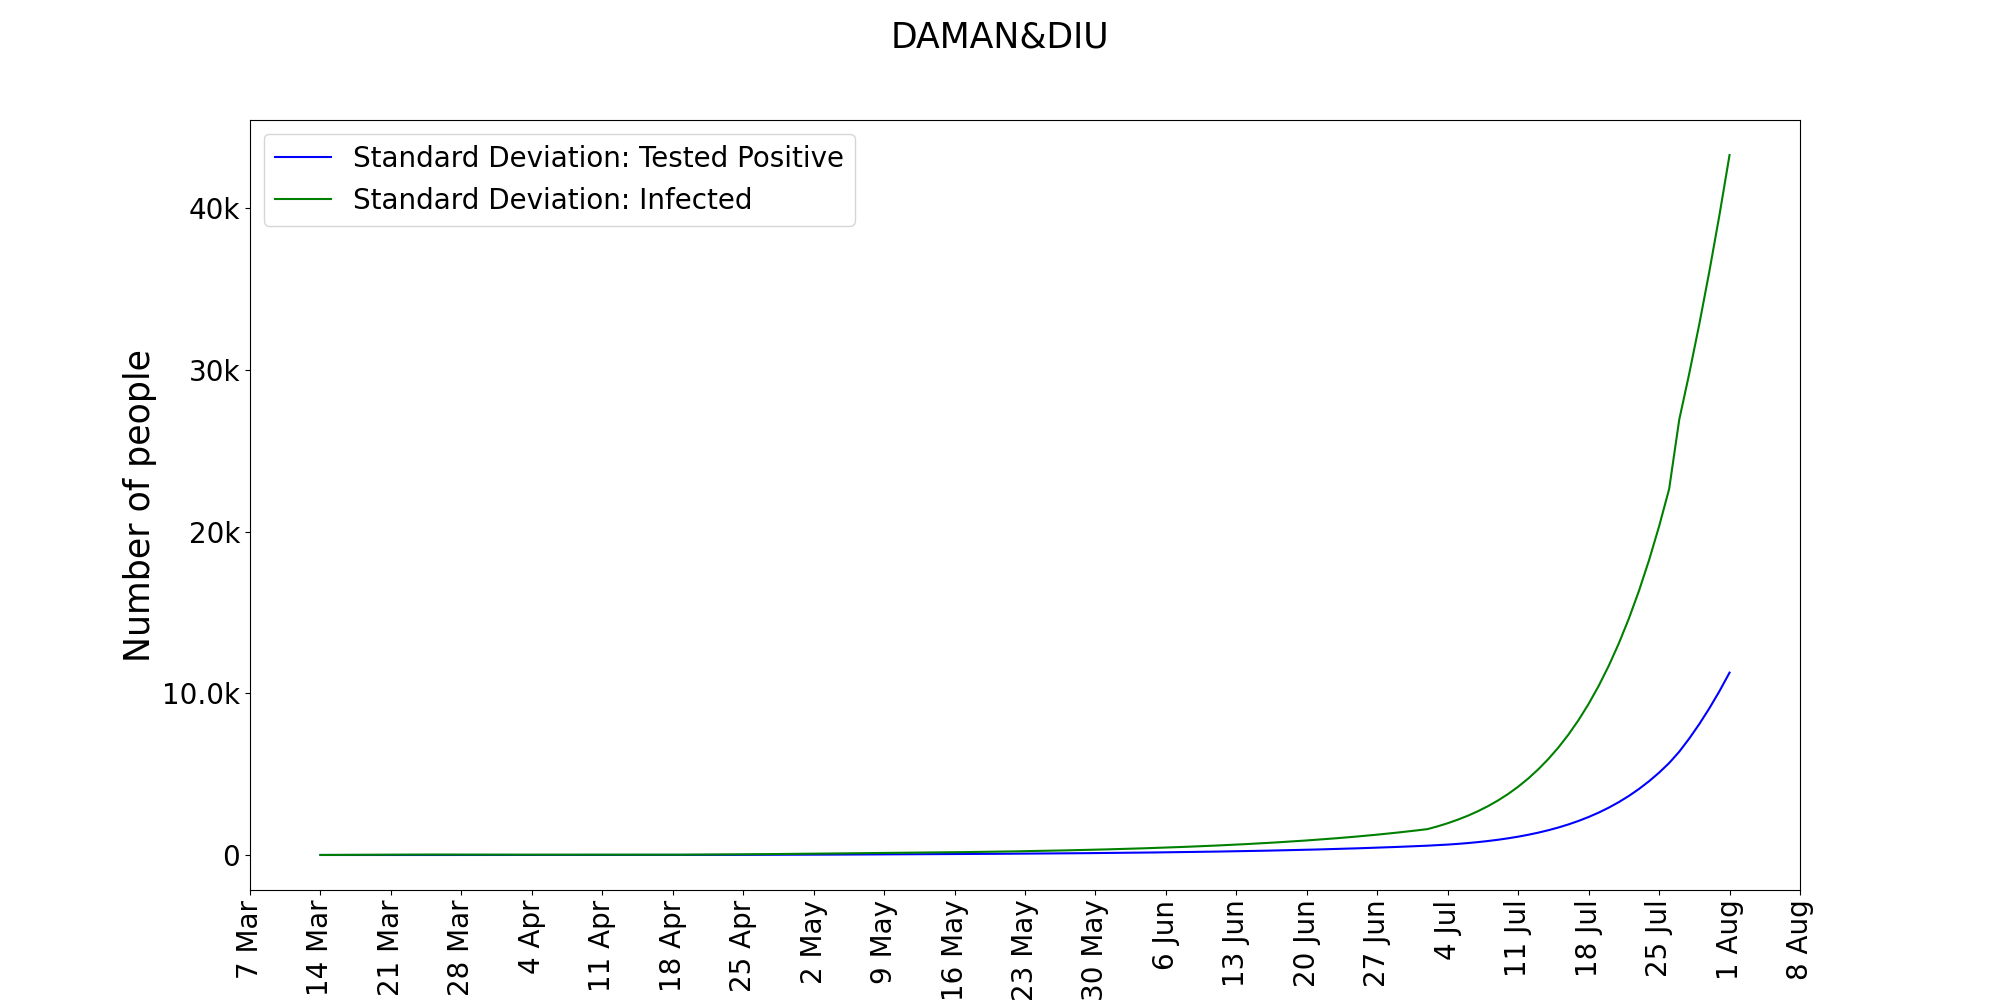 DAMAN&DIU
Standard Deviation: Tested Positive
Standard Deviation: Infected
Number of people
40k
30k
20k
10.0k
0
7 Mar
14 Mar
21 Mar
28 Mar
4 Apr
11 Apr
18 Apr
25 Apr
2 May
9 May
16 May
23 May
30 May
6 Jun
13 Jun
20 Jun
27 Jun
4 Jul
11 Jul
18 Jul
25 Jul
1 Aug
8 Aug